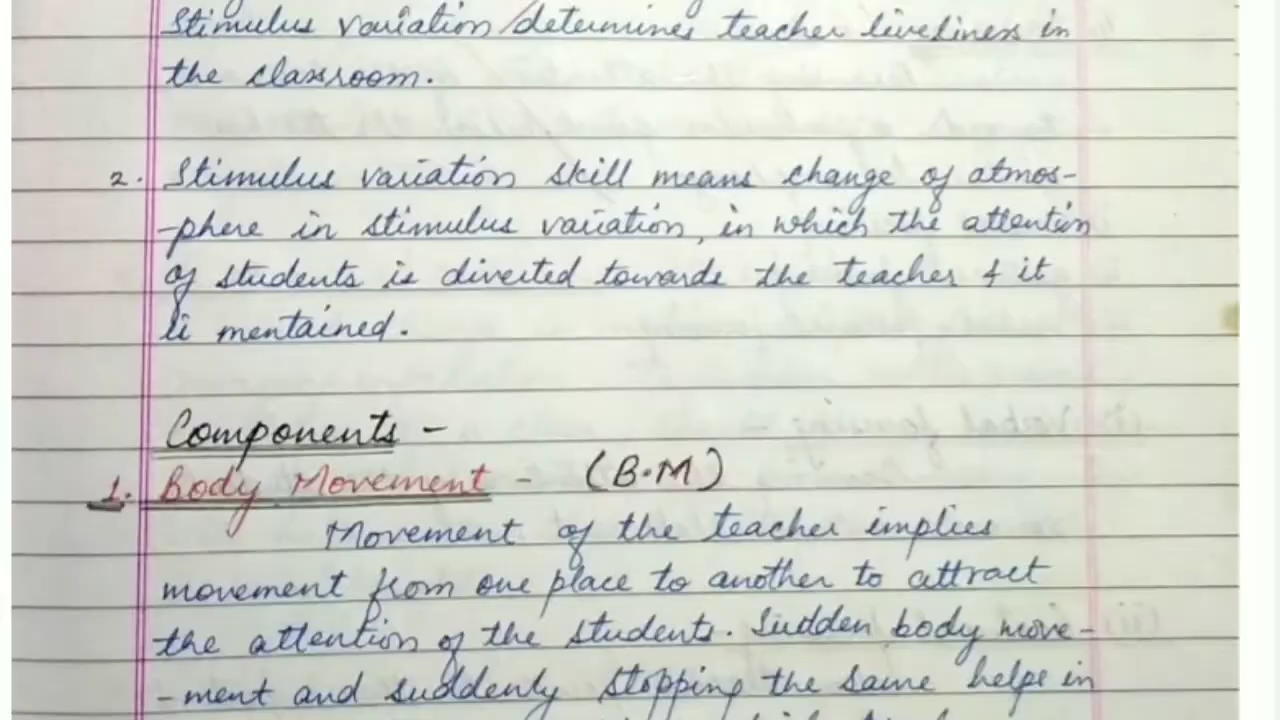 Stimulus variation/determines teacher liveliness in
the classroom.
2. Stimulus variation skill means change of atmos-
-phere in stimulus variation, in which the attention
of students is diverted towards the teacher & it
is mentained.
Components -
1. Body Movement - (B.M)
Movement of the teacher implies
movement from one place to another to attract
the attention of the students. Sudden body move-
-ment and suddenly stopping the same helps in